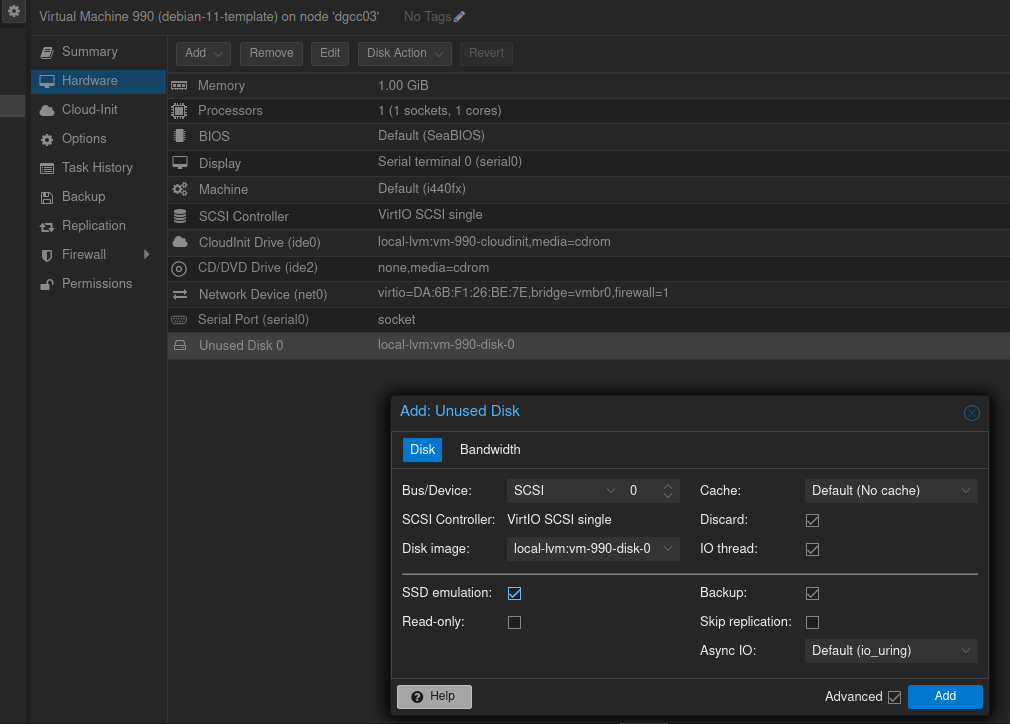 Virtual Machine 990 (debian-11-template) on node 'dgcc03' No Tags
Summary
Hardware
Cloud-Init
Options
Task History
Backup
Replication
Firewall
Permissions
Add Remove Edit Disk Action Revert
Memory 1.00 GiB
Processors 1 (1 sockets, 1 cores)
BIOS Default (SeaBIOS)
Display Serial terminal 0 (serial0)
Machine Default (i440fx)
SCSI Controller VirtIO SCSI single
CloudInit Drive (ide0) local-lvm:vm-990-cloudinit,media=cdrom
CD/DVD Drive (ide2) none,media=cdrom
Network Device (net0) virtio=DA:6B:F1:26:BE:7E,bridge=vmbr0,firewall=1
Serial Port (serial0) socket
Unused Disk 0 local-lvm:vm-990-disk-0
Add: Unused Disk
Disk Bandwidth
Bus/Device: SCSI 0 Cache: Default (No cache)
SCSI Controller: VirtIO SCSI single Discard:
Disk image: local-lvm:vm-990-disk-0 IO thread:
SSD emulation: Backup:
Read-only: Skip replication:
Async IO: Default (io_uring)
Help Advanced Add